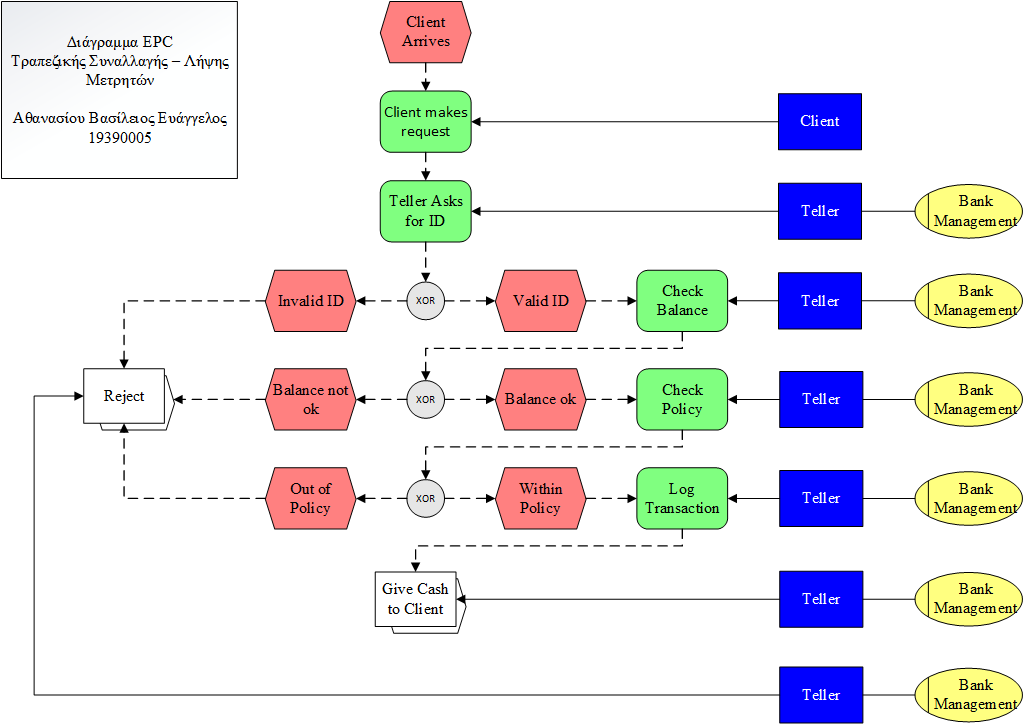 Διάγραμμα EPC
Τραπεζικής Συναλλαγής – Λήψης
Μετρητών
Αθανασίου Βασίλειος Ευάγγελος
19390005
Client
Arrives
Client makes
request
Client
Teller Asks
for ID
Teller
Bank
Management
Invalid ID
XOR
Valid ID
Check
Balance
Teller
Bank
Management
Reject
Balance not
ok
XOR
Balance ok
Check
Policy
Teller
Bank
Management
Out of
Policy
XOR
Within
Policy
Log
Transaction
Teller
Bank
Management
Give Cash
to Client
Teller
Bank
Management
Teller
Bank
Management